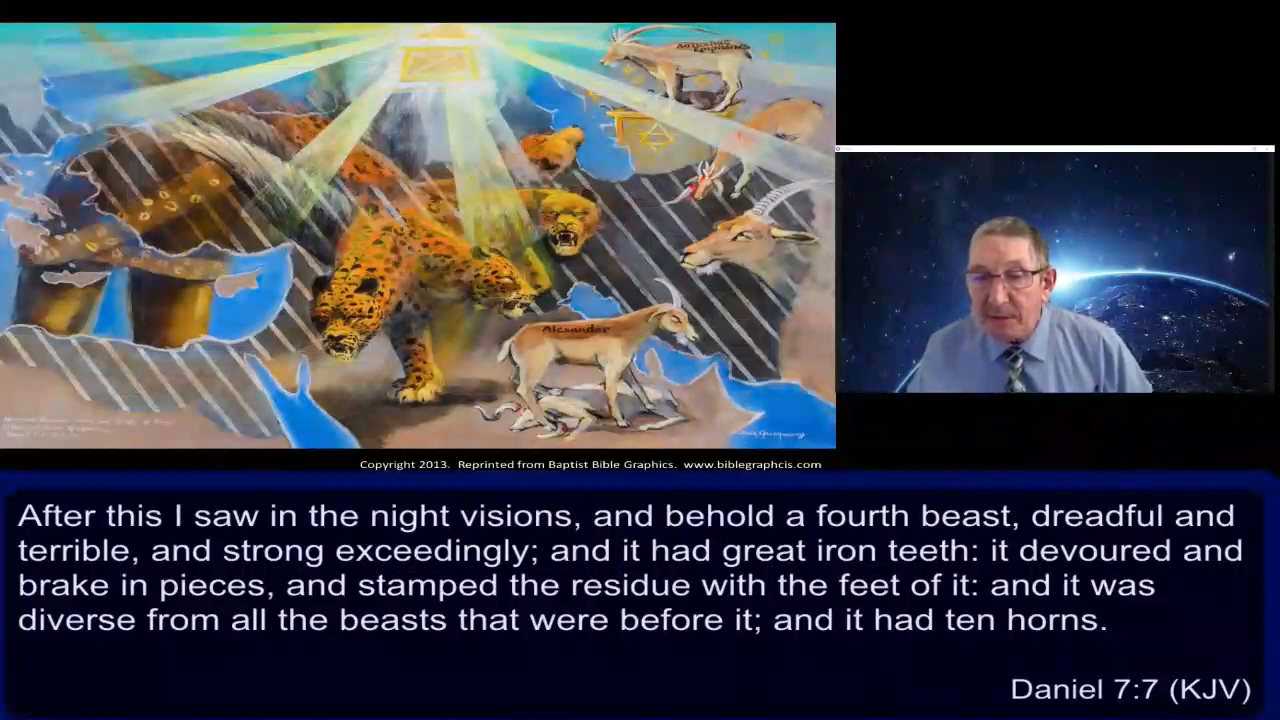 Antiochus
Epiphanes
Alexander
Copyright 2013. Reprinted from Baptist Bible Graphics. www.biblegraphcis.com
After this I saw in the night visions, and behold a fourth beast, dreadful and
terrible, and strong exceedingly; and it had great iron teeth: it devoured and
brake in pieces, and stamped the residue with the feet of it: and it was
diverse from all the beasts that were before it; and it had ten horns.
Daniel 7:7 (KJV)